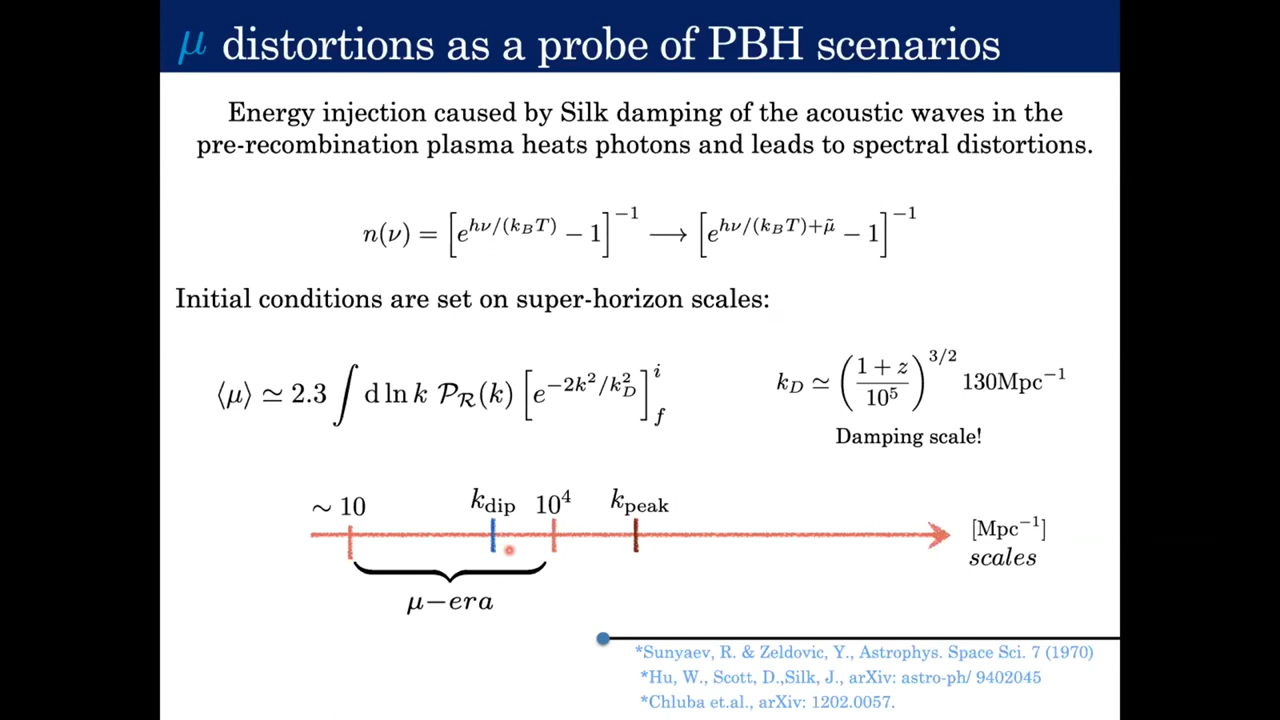 μ distortions as a probe of PBH scenarios
Energy injection caused by Silk damping of the acoustic waves in the
pre-recombination plasma heats photons and leads to spectral distortions.
n(ν) = [e^{hν/(k_B T)} − 1]^{−1} ⟶ [e^{hν/(k_B T)+μ̃} − 1]^{−1}
Initial conditions are set on super-horizon scales:
⟨μ⟩ ≃ 2.3 ∫ d ln k 𝒫_ℛ(k) [e^{−2k²/k_D²}]_f^i
k_D ≃ ((1 + z)/10⁵)^{3/2} 130Mpc⁻¹
Damping scale!
∼ 10 k_dip 10⁴ k_peak
[Mpc⁻¹]
scales
μ−era
*Sunyaev, R. & Zeldovic, Y., Astrophys. Space Sci. 7 (1970)
*Hu, W., Scott, D.,Silk, J., arXiv: astro-ph/ 9402045
*Chluba et.al., arXiv: 1202.0057.